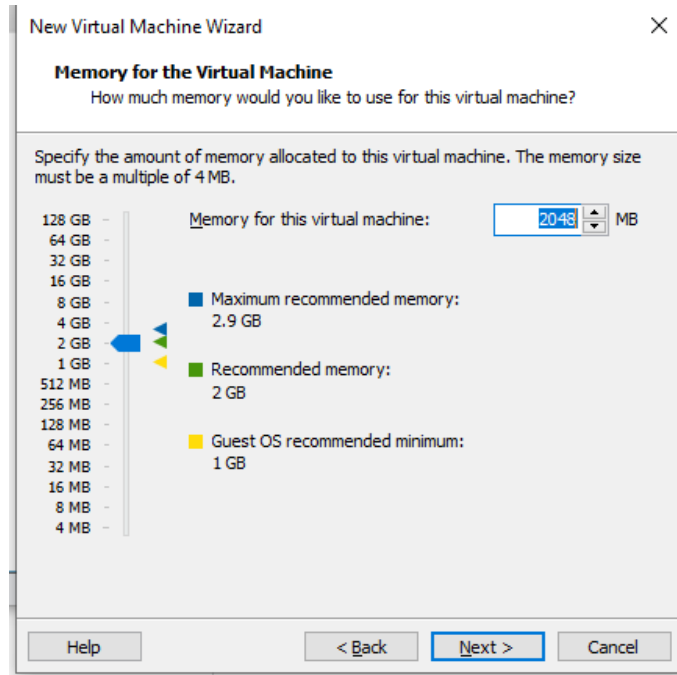 New Virtual Machine Wizard
Memory for the Virtual Machine
How much memory would you like to use for this virtual machine?
Specify the amount of memory allocated to this virtual machine. The memory size
must be a multiple of 4 MB.
Memory for this virtual machine: 2048 MB
128 GB
64 GB
32 GB
16 GB
8 GB
4 GB
2 GB
1 GB
512 MB
256 MB
128 MB
64 MB
32 MB
16 MB
8 MB
4 MB
Maximum recommended memory:
2.9 GB
Recommended memory:
2 GB
Guest OS recommended minimum:
1 GB
Help
< Back
Next >
Cancel